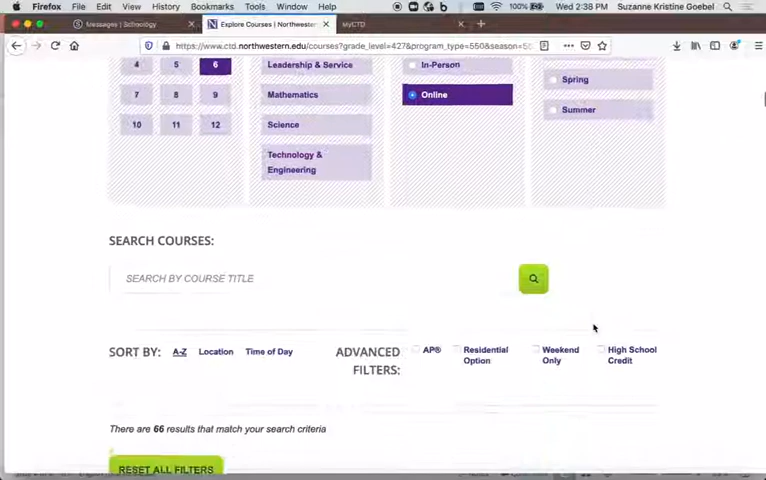 Firefox File Edit View History Bookmarks Tools Window Help 100% Wed 2:38 PM Suzanne Kristine Goebel
Messages | Schoology Explore Courses | Northwester MyCTD
https://www.ctd.northwestern.edu/courses?grade_level=427&program_type=550&season=5
4 5 6 Leadership & Service In-Person
Spring
7 8 9 Mathematics Online
Summer
10 11 12 Science
Technology &
Engineering
SEARCH COURSES:
SEARCH BY COURSE TITLE
SORT BY: A-Z Location Time of Day ADVANCED AP® Residential Weekend High School
FILTERS: Option Only Credit
There are 66 results that match your search criteria
RESET ALL FILTERS